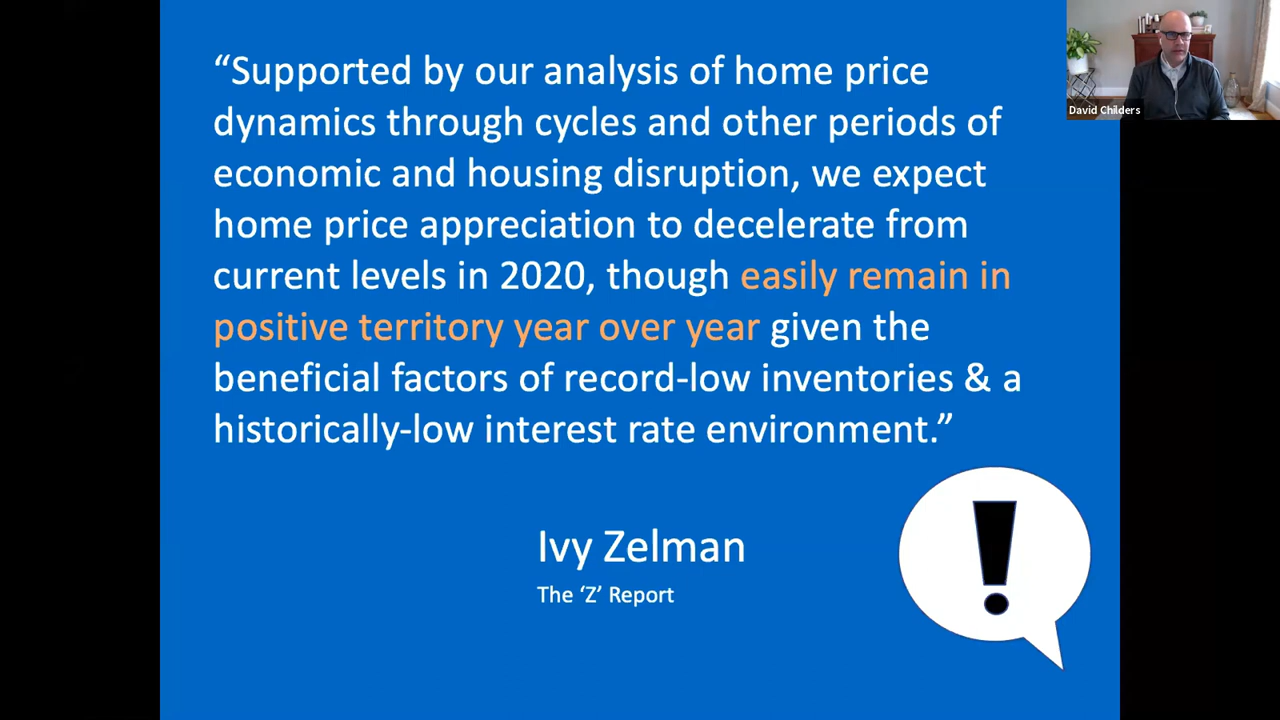 “Supported by our analysis of home price
dynamics through cycles and other periods of
economic and housing disruption, we expect
home price appreciation to decelerate from
current levels in 2020, though easily remain in
positive territory year over year given the
beneficial factors of record-low inventories & a
historically-low interest rate environment.”
Ivy Zelman
The ‘Z’ Report
!
David Childers